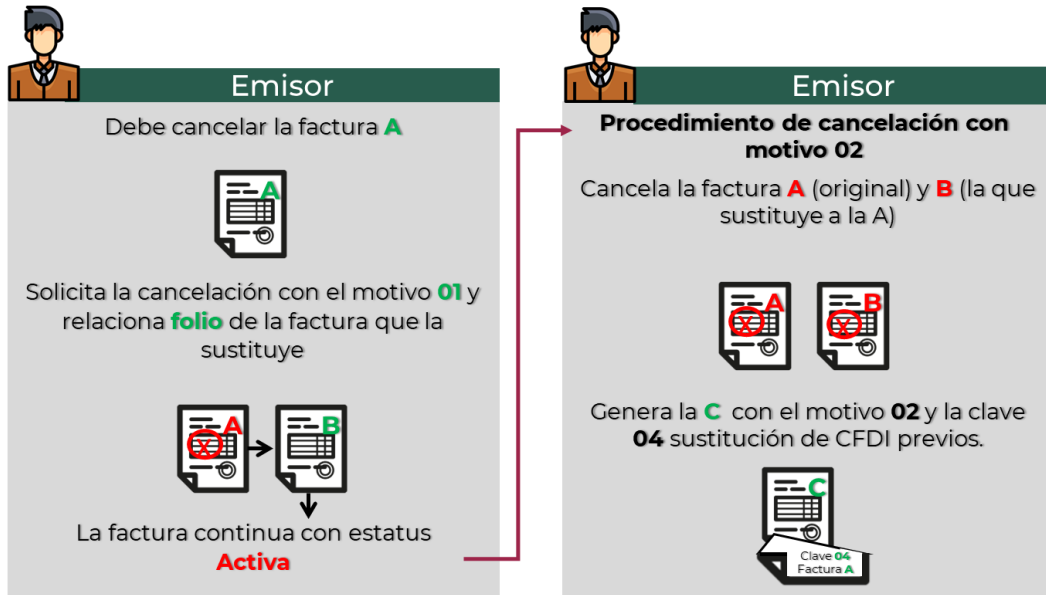 Emisor
Debe cancelar la factura A
A
Solicita la cancelación con el motivo 01 y
relaciona folio de la factura que la
sustituye
A
X
B
La factura continua con estatus
Activa
Emisor
Procedimiento de cancelación con
motivo 02
Cancela la factura A (original) y B (la que
sustituye a la A)
A
X
B
X
Genera la C con el motivo 02 y la clave
04 sustitución de CFDI previos.
C
Clave 04
Factura A